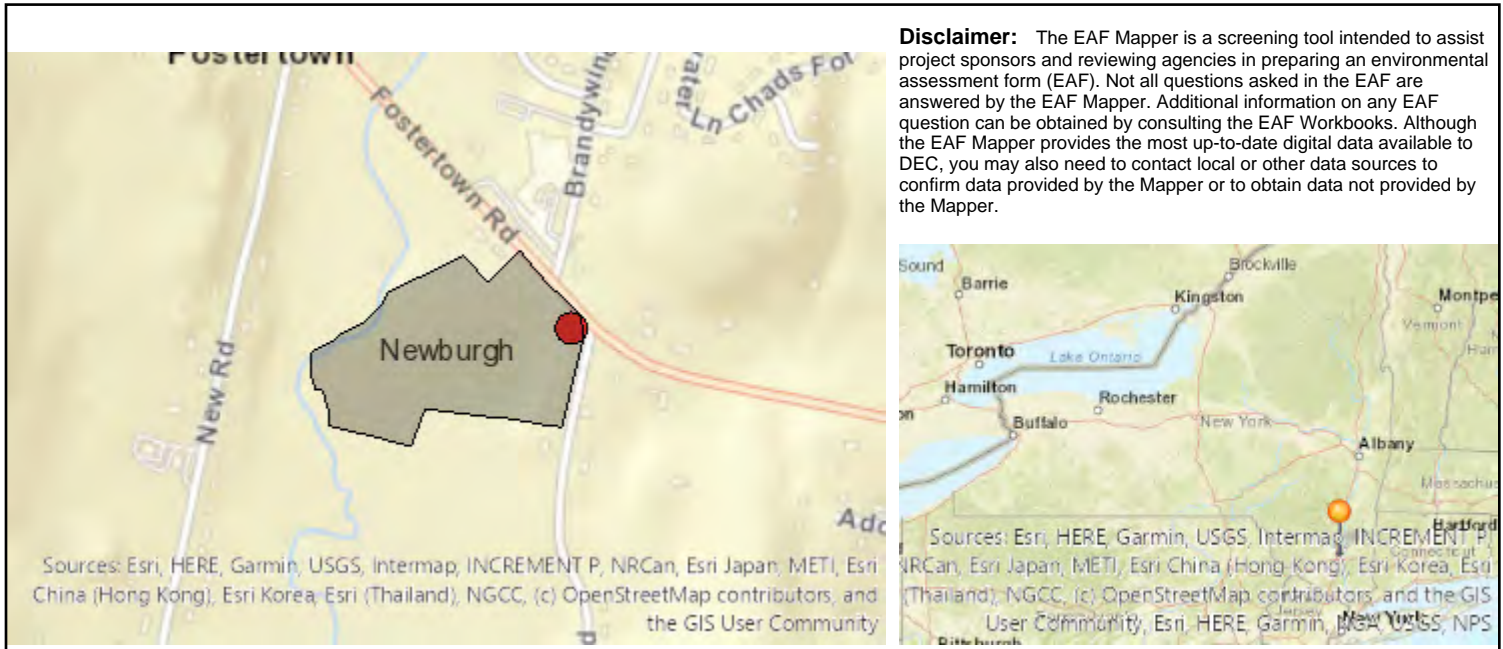 Fostertown
Fostertown Rd
Brandywine
ater
Ln Chads For
New Rd
Newburgh
Add
d
Sources: Esri, HERE, Garmin, USGS, Intermap, INCREMENT P, NRCan, Esri Japan, METI, Esri
China (Hong Kong), Esri Korea, Esri (Thailand), NGCC, (c) OpenStreetMap contributors, and
the GIS User Community
Disclaimer: The EAF Mapper is a screening tool intended to assist
project sponsors and reviewing agencies in preparing an environmental
assessment form (EAF). Not all questions asked in the EAF are
answered by the EAF Mapper. Additional information on any EAF
question can be obtained by consulting the EAF Workbooks. Although
the EAF Mapper provides the most up-to-date digital data available to
DEC, you may also need to contact local or other data sources to
confirm data provided by the Mapper or to obtain data not provided by
the Mapper.
Sound
Barrie
Brockville
Kingston
Montpe
Vermont
Toronto
Lake Ontario
Ham
Hamilton
on
Rochester
Buffalo
New York
Albany
Massachus
Hartford
Connecticut
Sources: Esri, HERE, Garmin, USGS, Intermap, INCREMENT P,
NRCan, Esri Japan, METI, Esri China (Hong Kong), Esri Korea, Esri
(Thailand), NGCC, (c) OpenStreetMap contributors, and the GIS
User Community, Esri, HERE, Garmin, NGA, USGS, NPS
Jersey
New York
Pittsburgh